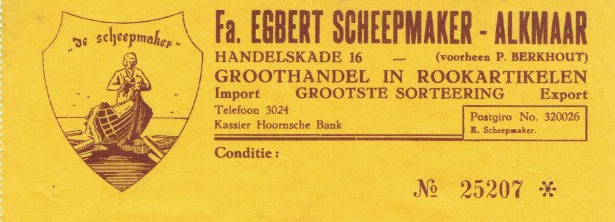 "de scheepmaker"
Fa. EGBERT SCHEEPMAKER - ALKMAAR
HANDELSKADE 16 — (voorheen P. BERKHOUT)
GROOTHANDEL IN ROOKARTIKELEN
Import GROOTSTE SORTEERING Export
Telefoon 3024
Kassier Hoornsche Bank
Postgiro No. 320026
E. Scheepmaker.
Conditie:
№ 25207 *